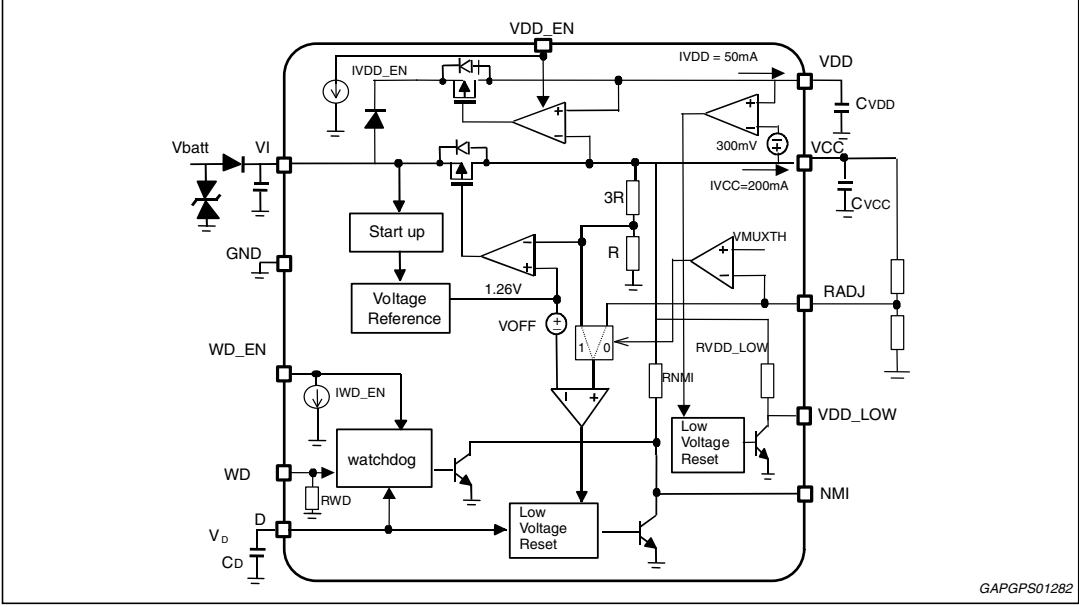 VDD_EN
IVDD_EN
IVDD = 50mA
VDD
CVDD
300mV
Vbatt
VI
VCC
IVCC=200mA
CVCC
3R
Start up
R
VMUXTH
GND
1.26V
Voltage
Reference
RADJ
VOFF
1 0
RVDD_LOW
WD_EN
IWD_EN
RNMI
VDD_LOW
Low
Voltage
Reset
watchdog
WD
RWD
NMI
D
VD
CD
Low
Voltage
Reset
GAPGPS01282